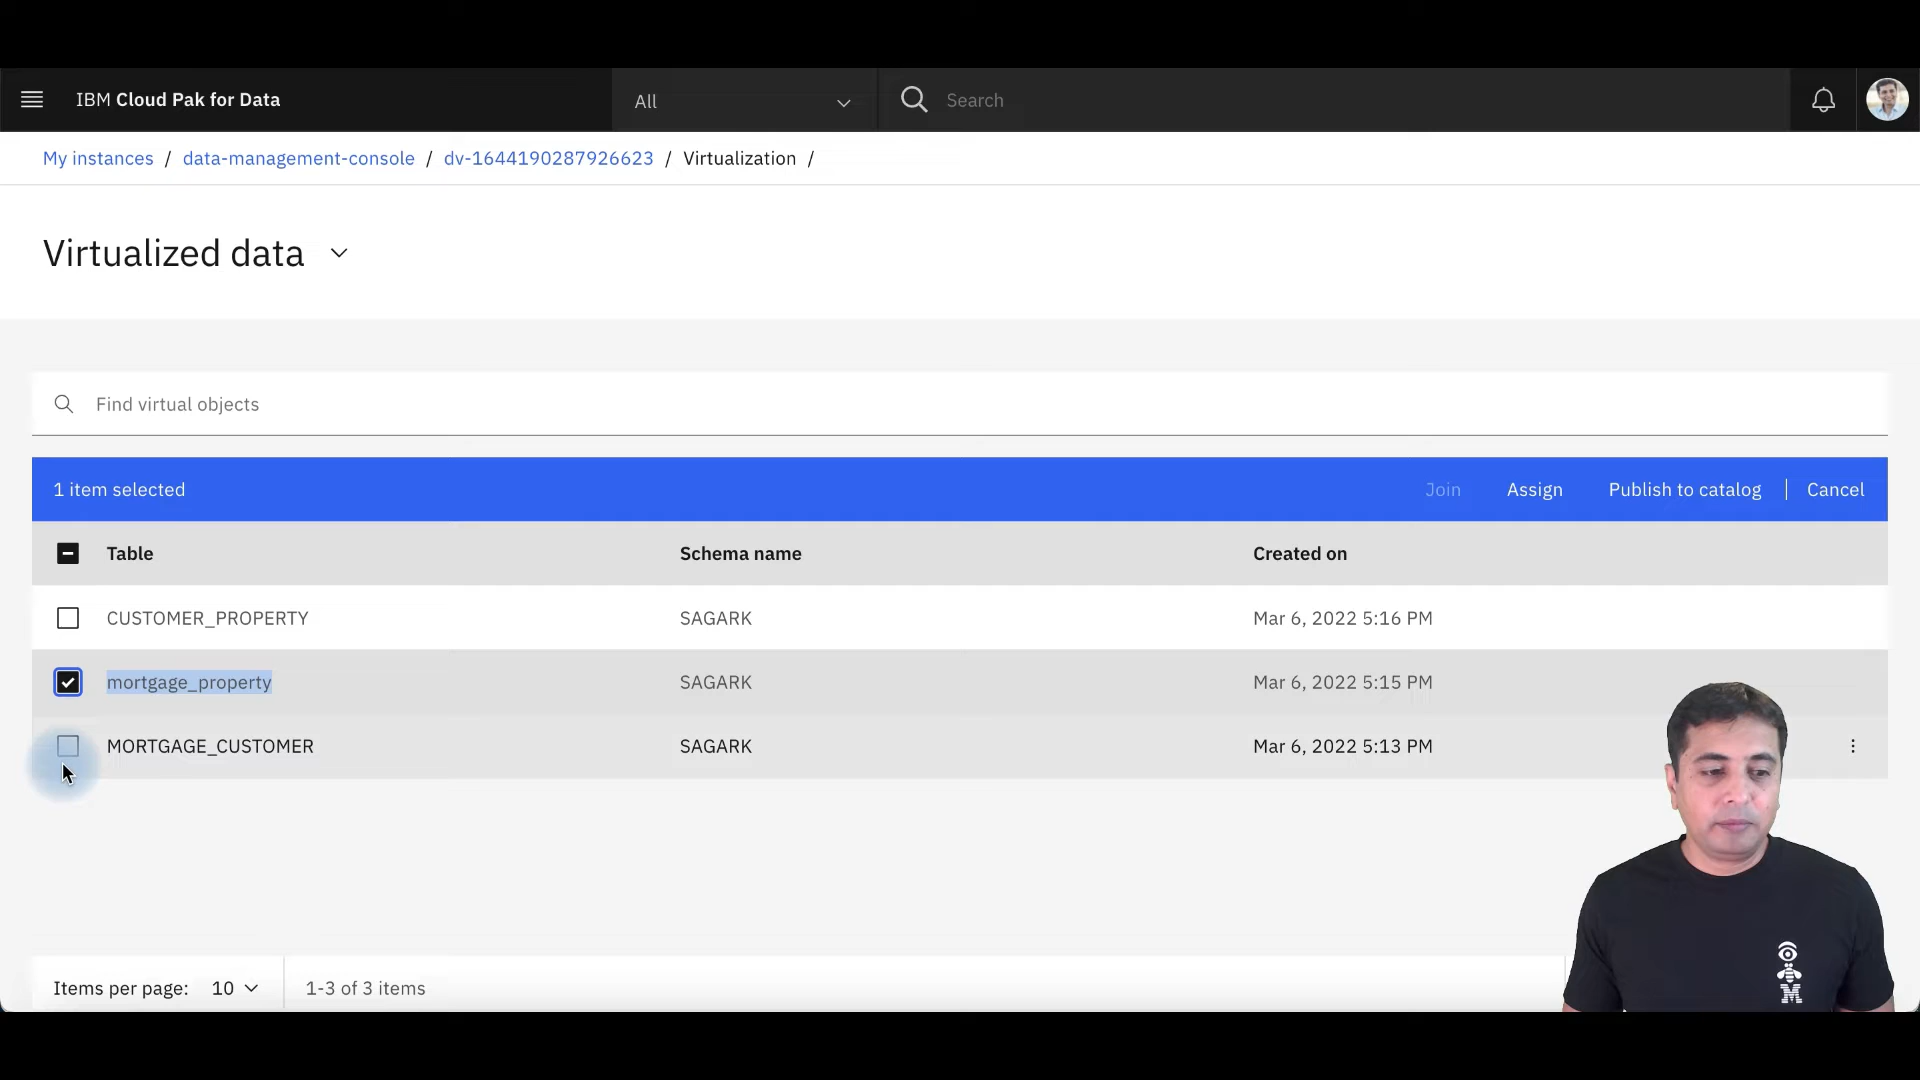 IBM Cloud Pak for Data
All
Search
My instances / data-management-console / dv-1644190287926623 / Virtualization /
Virtualized data
Find virtual objects
1 item selected
Join
Assign
Publish to catalog
Cancel
Table
Schema name
Created on
CUSTOMER_PROPERTY
SAGARK
Mar 6, 2022 5:16 PM
mortgage_property
SAGARK
Mar 6, 2022 5:15 PM
MORTGAGE_CUSTOMER
SAGARK
Mar 6, 2022 5:13 PM
Items per page: 10
1-3 of 3 items
M